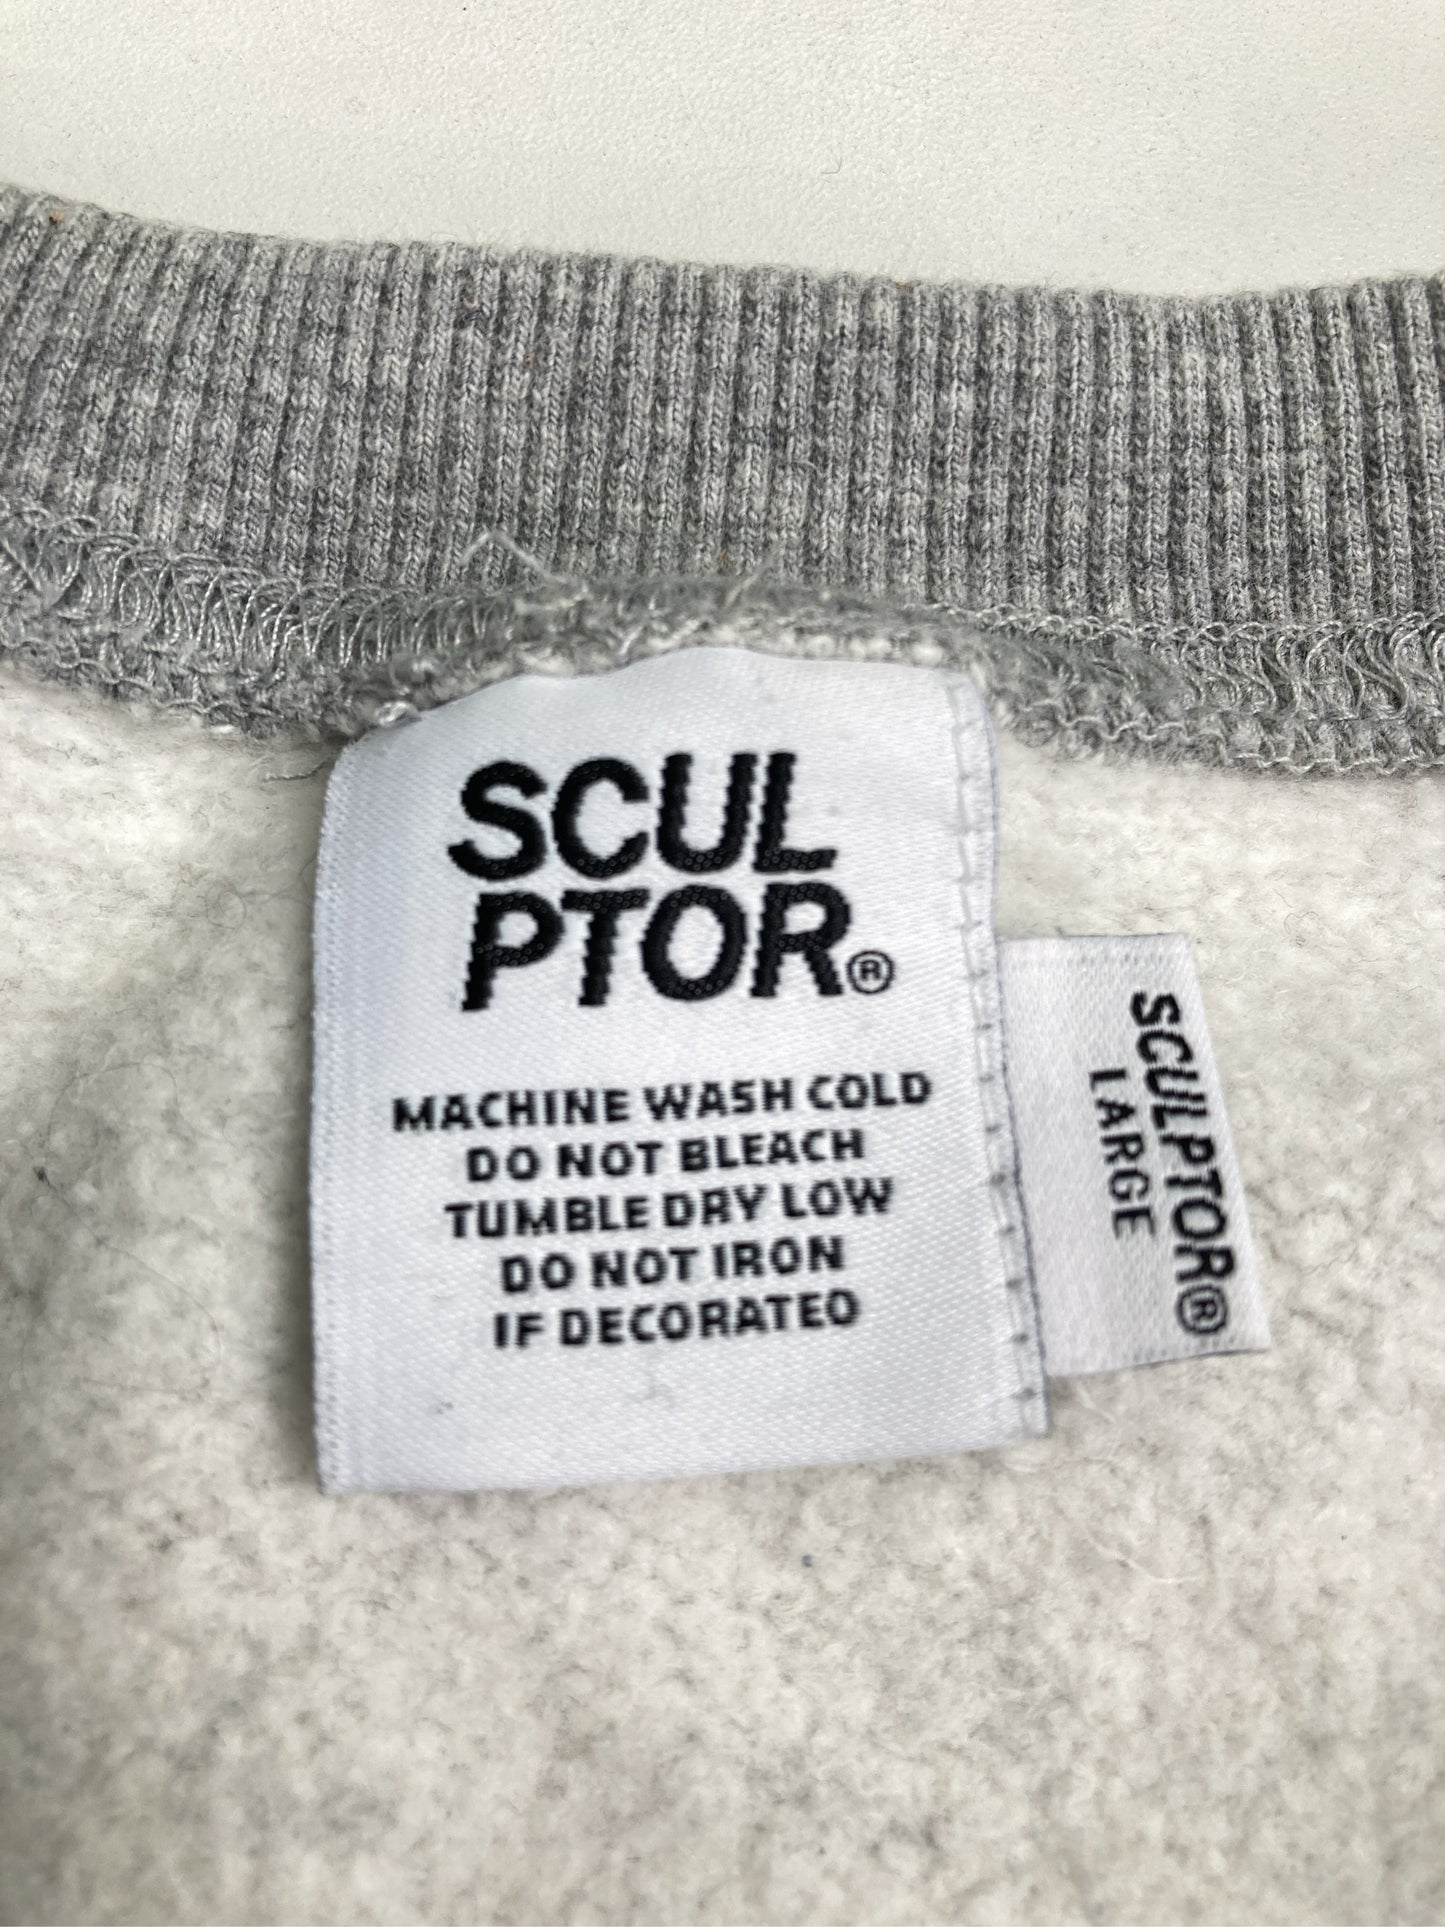 SCUL
PTOR®
MACHINE WASH COLD
DO NOT BLEACH
TUMBLE DRY LOW
DO NOT IRON
IF DECORATED
SCULPTOR®
LARGE